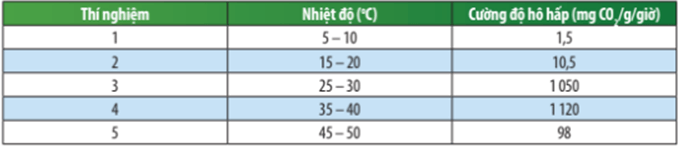 Thí nghiệm Nhiệt độ (°C) Cường độ hô hấp (mg CO₂/g/giờ)
1 5 – 10 1,5
2 15 – 20 10,5
3 25 – 30 1 050
4 35 – 40 1 120
5 45 – 50 98